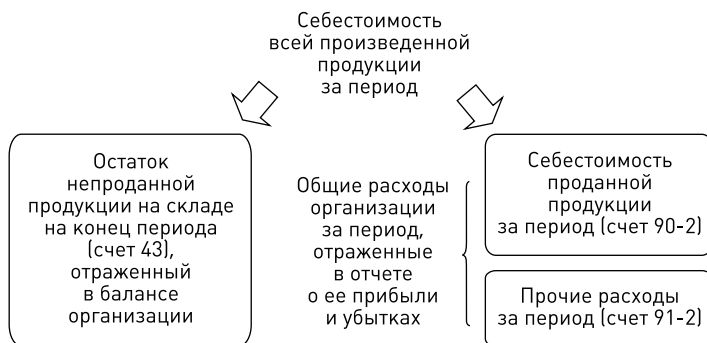 Себестоимость
всей произведенной
продукции
за период
Остаток
непроданной
продукции на складе
на конец периода
(счет 43),
отраженный
в балансе
организации
Общие расходы
организации
за период,
отраженные
в отчете
о ее прибыли
и убытках
Себестоимость
проданной
продукции
за период (счет 90-2)
Прочие расходы
за период (счет 91-2)